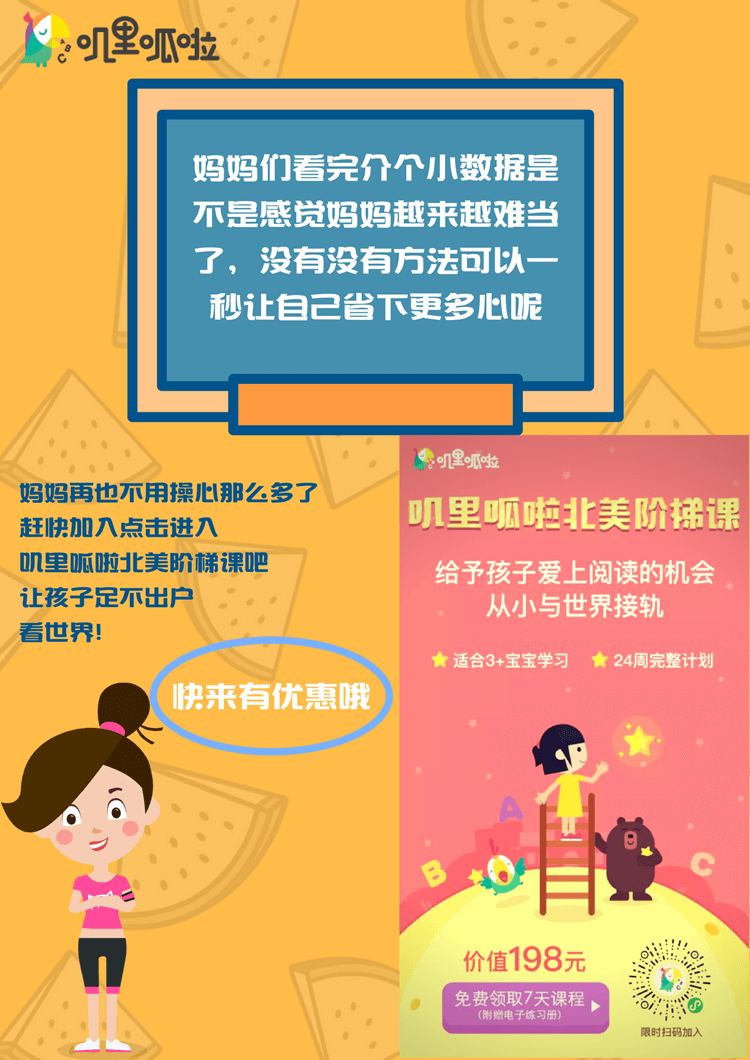 ABC
叽里呱啦
妈妈们看完介个小数据是
不是感觉妈妈越来越难当
了，没有没有方法可以一
秒让自己省下更多心呢
妈妈再也不用操心那么多了
赶快加入点击进入
叽里呱啦北美阶梯课吧
让孩子足不出户
看世界!
快来有优惠哦
叽里呱啦
叽里呱啦北美阶梯课
给予孩子爱上阅读的机会
从小与世界接轨
适合3+宝宝学习
24周完整计划
A
B
C
价值198元
免费领取7天课程
(附赠电子练习册)
限时扫码加入